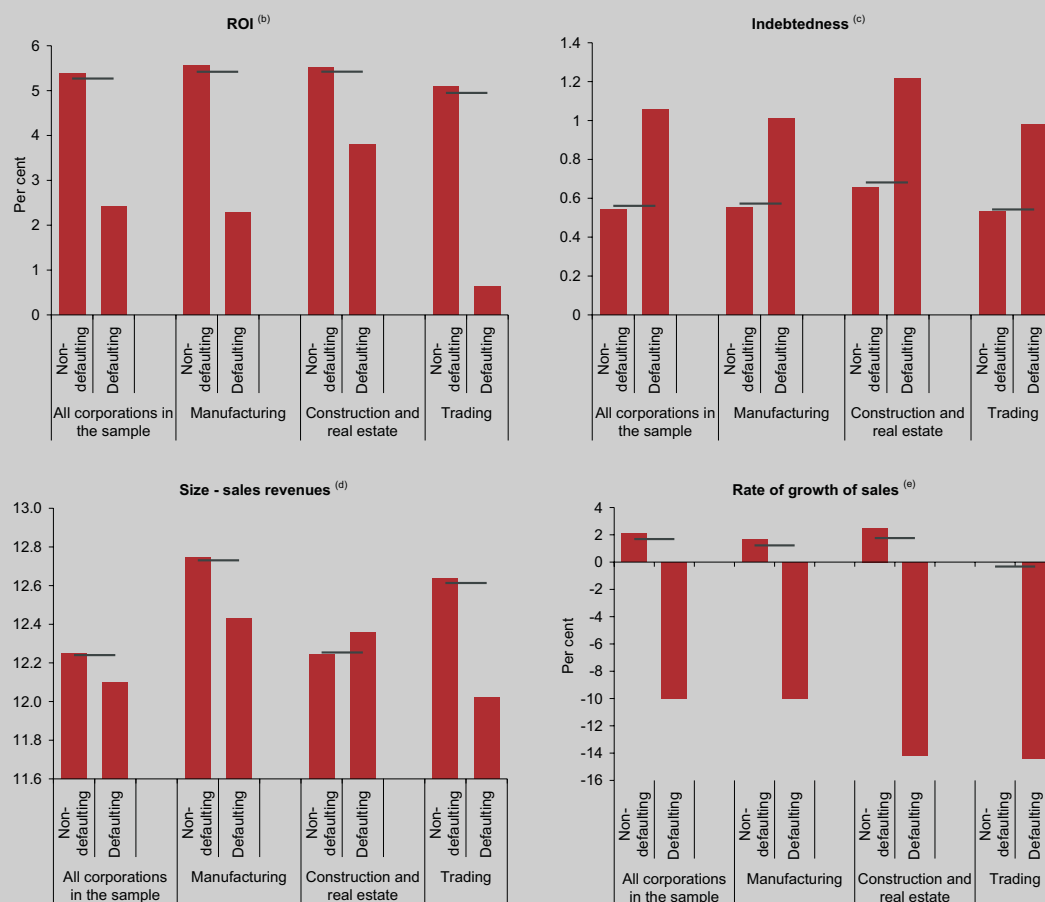 ROI (b)
6
5
4
3
2
1
0
Per cent
Non-
defaulting
Defaulting
Non-
defaulting
Defaulting
Non-
defaulting
Defaulting
Non-
defaulting
Defaulting
All corporations in
the sample
Manufacturing
Construction and
real estate
Trading
Indebtedness (c)
1.4
1.2
1
0.8
0.6
0.4
0.2
0
Non-
defaulting
Defaulting
Non-
defaulting
Defaulting
Non-
defaulting
Defaulting
Non-
defaulting
Defaulting
All corporations in
the sample
Manufacturing
Construction and
real estate
Trading
Size - sales revenues (d)
13.0
12.8
12.6
12.4
12.2
12.0
11.8
11.6
Non-
defaulting
Defaulting
Non-
defaulting
Defaulting
Non-
defaulting
Defaulting
Non-
defaulting
Defaulting
All corporations
in the sample
Manufacturing
Construction and
real estate
Trading
Rate of growth of sales (e)
4
2
0
-2
-4
-6
-8
-10
-12
-14
-16
Per cent
Non-
defaulting
Defaulting
Non-
defaulting
Defaulting
Non-
defaulting
Defaulting
Non-
defaulting
Defaulting
All corporations
in the sample
Manufacturing
Construction and
real estate
Trading